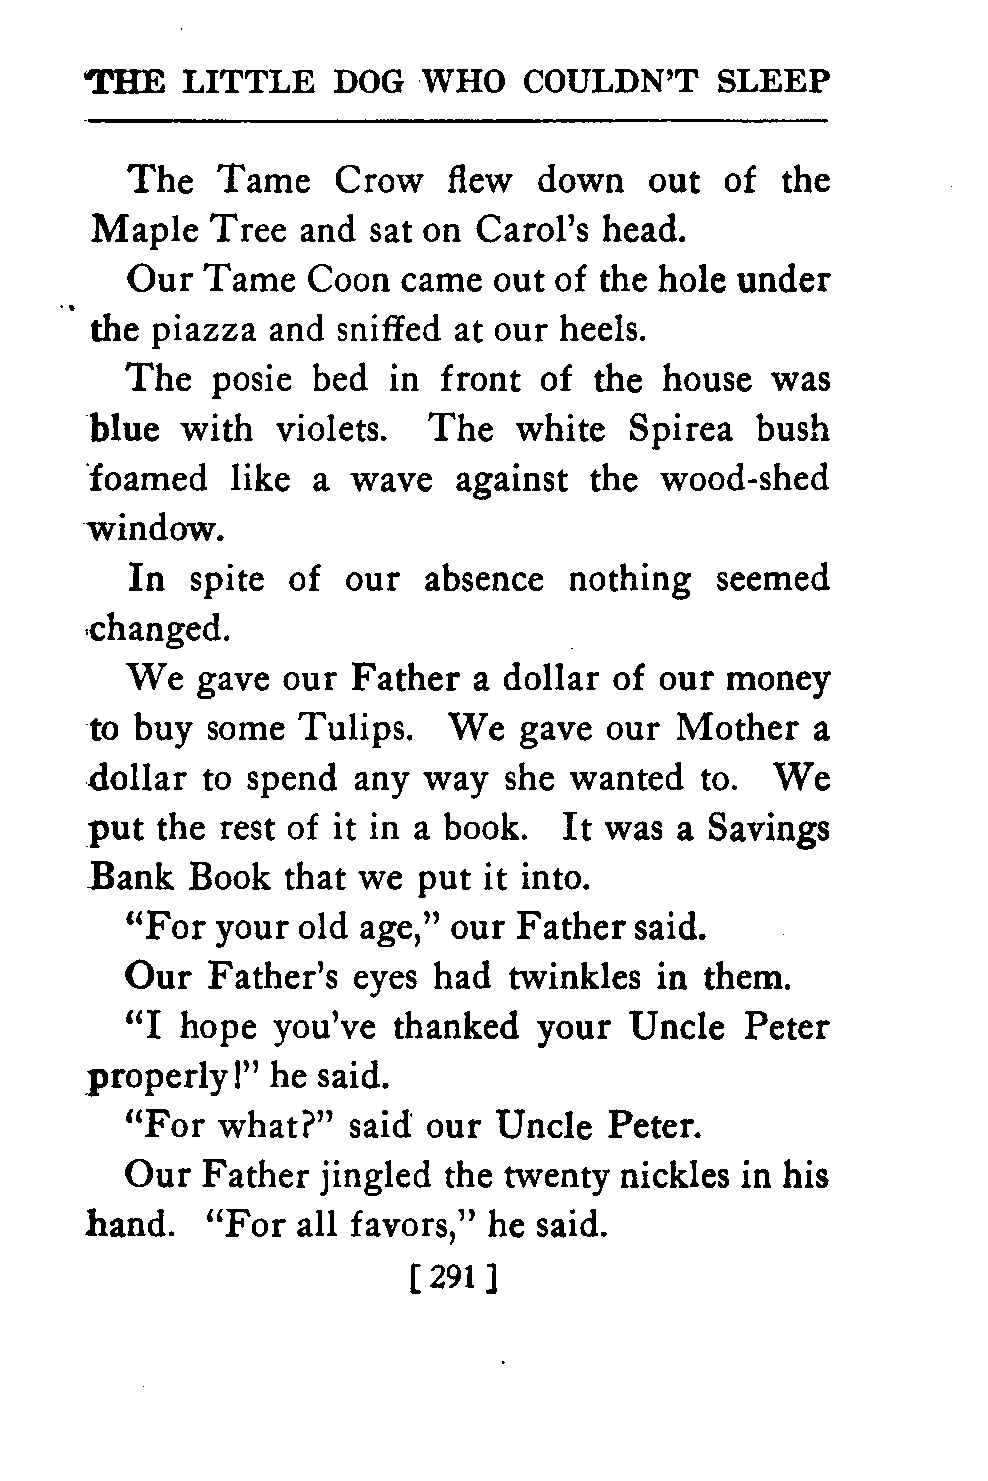 THE LITTLE DOG WHO COULDN'T SLEEP
The Tame Crow flew down out of the
Maple Tree and sat on Carol's head.
Our Tame Coon came out of the hole under
the piazza and sniffed at our heels.
The posie bed in front of the house was
blue with violets. The white Spirea bush
foamed like a wave against the wood-shed
window.
In spite of our absence nothing seemed
changed.
We gave our Father a dollar of our money
to buy some Tulips. We gave our Mother a
dollar to spend any way she wanted to. We
put the rest of it in a book. It was a Savings
Bank Book that we put it into.
"For your old age," our Father said.
Our Father's eyes had twinkles in them.
"I hope you've thanked your Uncle Peter
properly!" he said.
"For what?" said our Uncle Peter.
Our Father jingled the twenty nickles in his
hand. "For all favors," he said.
[ 291 ]